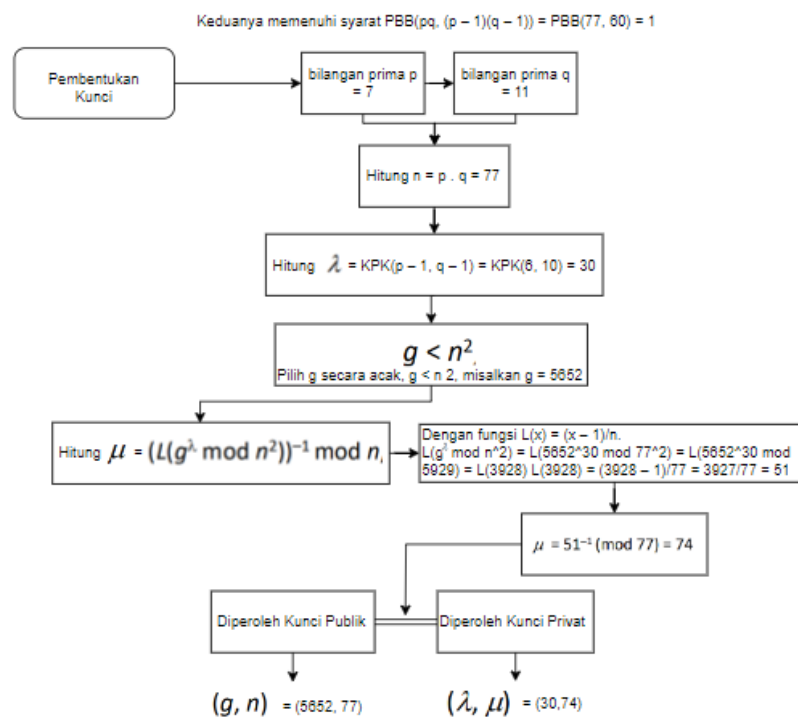 Keduanya memenuhi syarat PBB(pq, (p – 1)(q – 1)) = PBB(77, 60) = 1
Pembentukan
Kunci
bilangan prima p
= 7
bilangan prima q
= 11
Hitung n = p . q = 77
Hitung λ = KPK(p – 1, q – 1) = KPK(6, 10) = 30
g < n².
Pilih g secara acak, g < n 2, misalkan g = 5652
Hitung μ = (L(g^λ mod n²))⁻¹ mod n,
Dengan fungsi L(x) = (x – 1)/n.
L(g^λ mod n^2) = L(5652^30 mod 77^2) = L(5652^30 mod
5929) = L(3928) L(3928) = (3928 – 1)/77 = 3927/77 = 51
μ = 51⁻¹ (mod 77) = 74
Diperoleh Kunci Publik
Diperoleh Kunci Privat
(g, n) = (5652, 77)
(λ, μ) = (30,74)